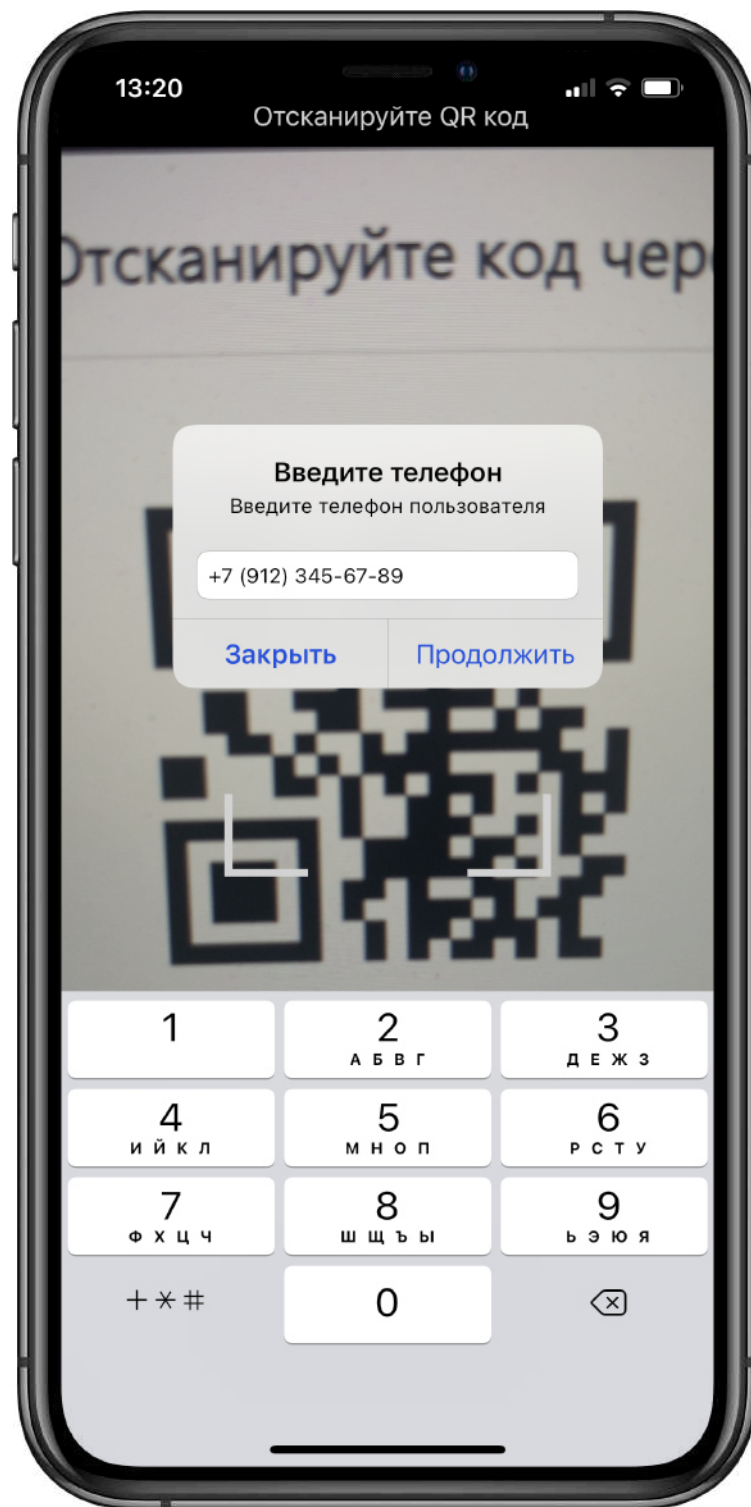 13:20
Отсканируйте QR код
Отсканируйте код чер
Введите телефон
Введите телефон пользователя
+7 (912) 345-67-89
Закрыть Продолжить
1 2 3
А Б В Г Д Е Ж З
4 5 6
И Й К Л М Н О П Р С Т У
7 8 9
Ф Х Ц Ч Ш Щ Ъ Ы Ь Э Ю Я
+ * # 0